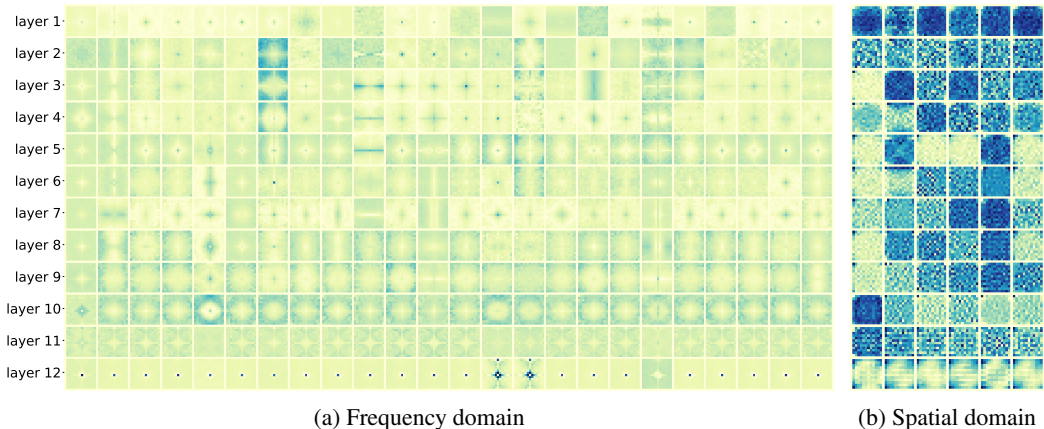 layer 1
layer 2
layer 3
layer 4
layer 5
layer 6
layer 7
layer 8
layer 9
layer 10
layer 11
layer 12
(a) Frequency domain
(b) Spatial domain